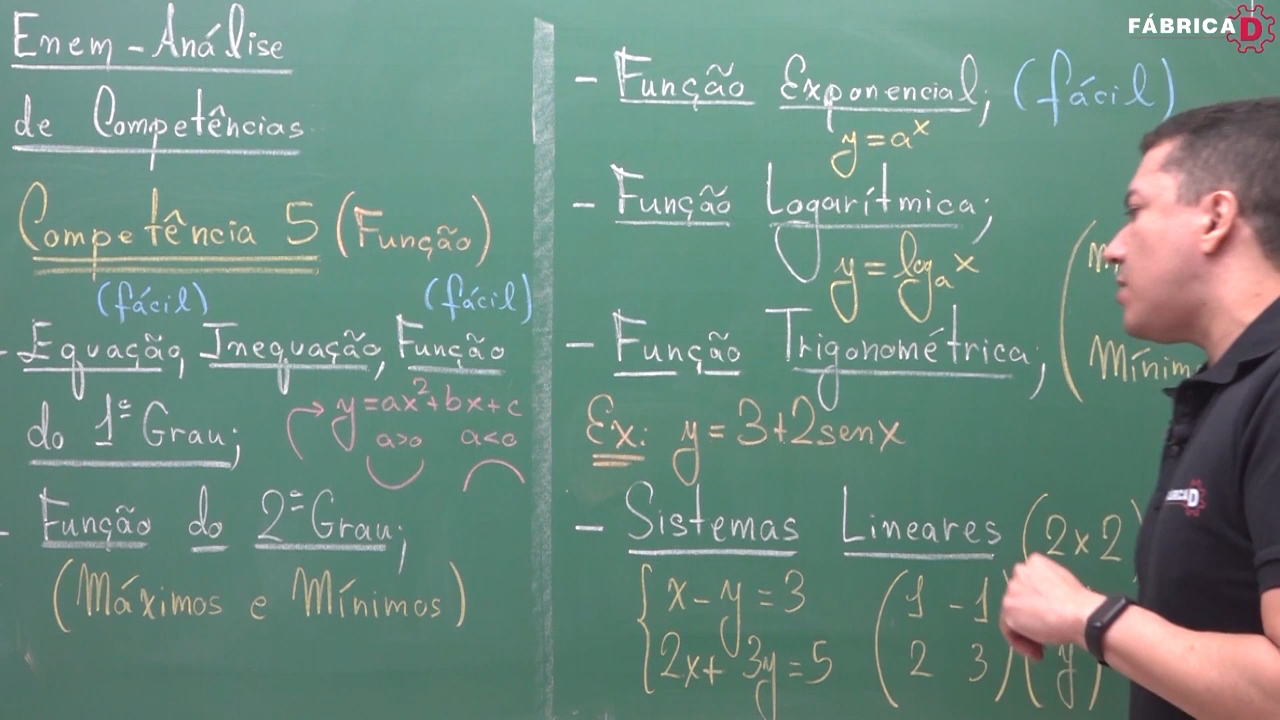 Enem - Análise
de Competências
Competência 5 (Função)
(fácil) (fácil)
- Equação, Inequação, Função
do 1º Grau;
y = ax² + bx + c
a>0 a<0
- Função do 2º Grau;
(Máximos e Mínimos)
FÁBRICA D
- Função Exponencial; (fácil)
y = aˣ
- Função Logarítmica;
y = logₐ x
- Função Trigonométrica;
Ex: y = 3 + 2 sen x
- Sistemas Lineares (2x2)
x - y = 3
2x + 3y = 5
1 -1
2 3 y